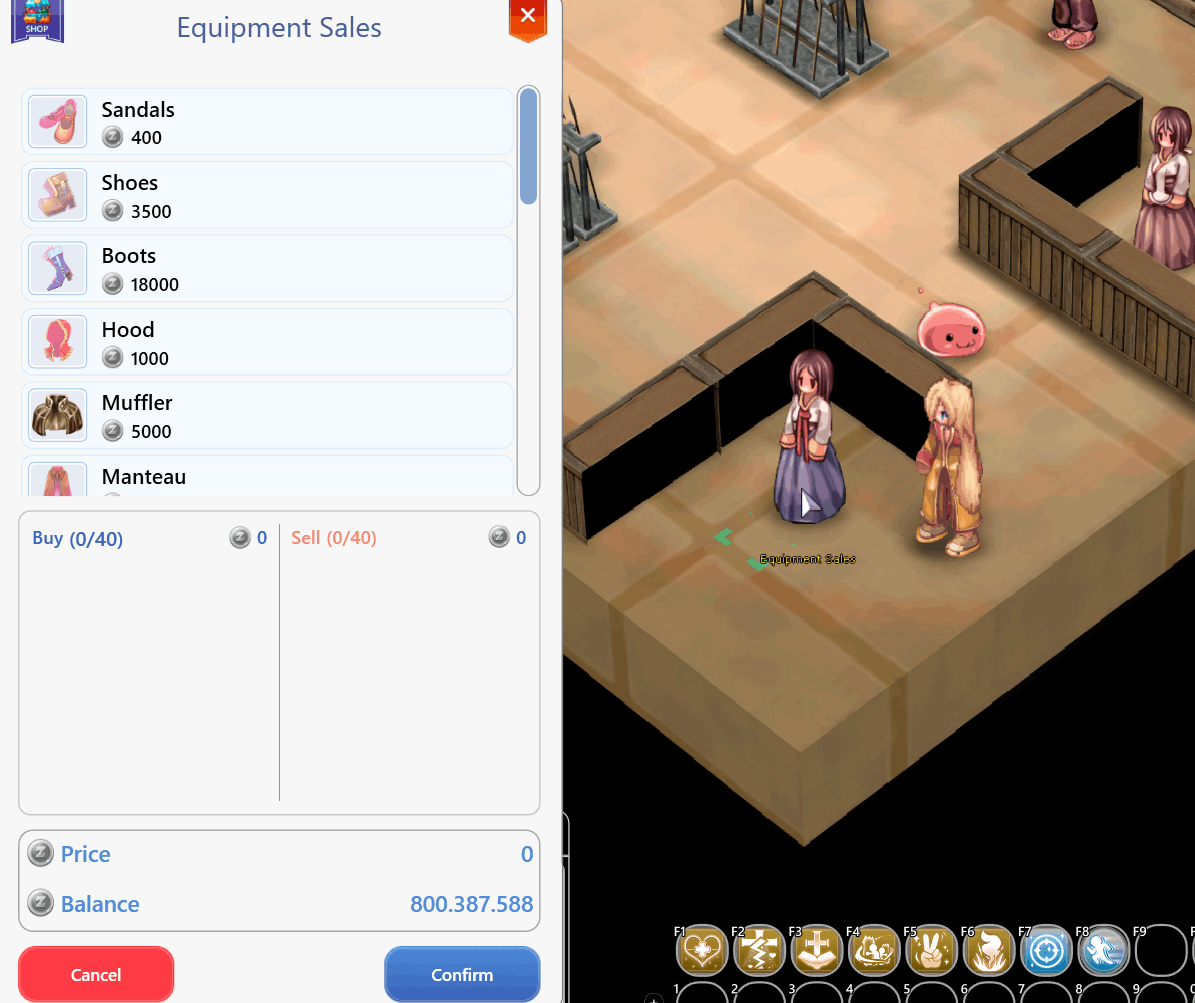 SHOP
Equipment Sales
Sandals
400
Shoes
3500
Boots
18000
Hood
1000
Muffler
5000
Manteau
Buy (0/40)
0
Sell (0/40)
0
Price
0
Balance
800.387.588
Cancel
Confirm
Equipment Sales
F1 F2 F3 F4 F5 F6 F7 F8 F9
1 2 3 4 5 6 7 8 9